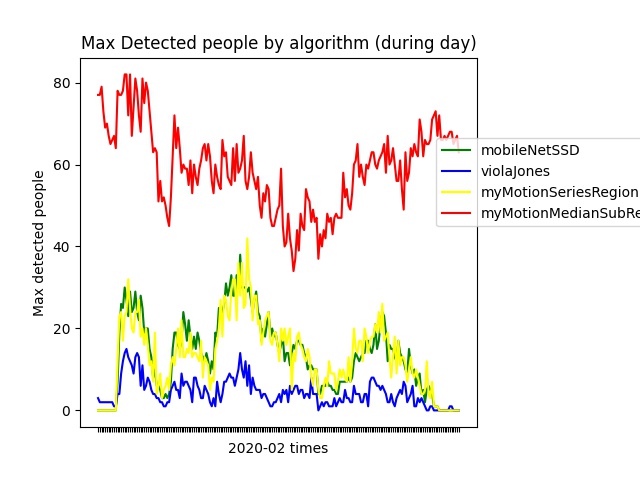 Max Detected people by algorithm (during day)
Max detected people
80
60
40
20
0
2020-02 times
mobileNetSSD
violaJones
myMotionSeriesRegion
myMotionMedianSubRe